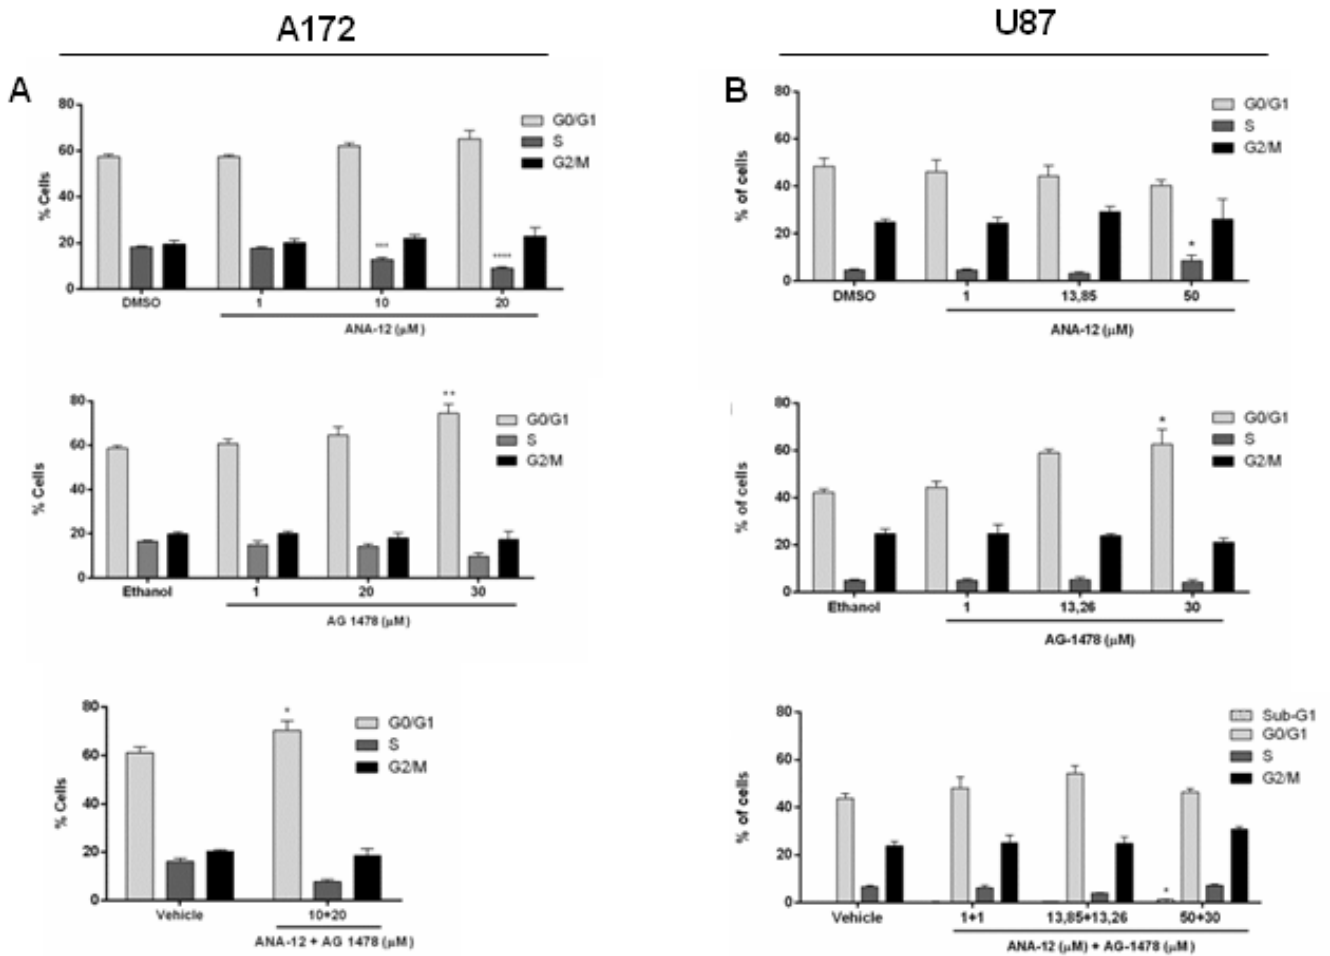 A172
U87
A
80
60
40
20
0
% Cells
G0/G1
S
G2/M
***
****
DMSO 1 10 20
ANA-12 (µM)
B
80
60
40
20
0
% of cells
G0/G1
S
G2/M
*
DMSO 1 13,85 50
ANA-12 (µM)
80
60
40
20
0
% Cells
**
G0/G1
S
G2/M
Ethanol 1 20 30
AG 1478 (µM)
80
60
40
20
0
% of cells
*
G0/G1
S
G2/M
Ethanol 1 13,26 30
AG-1478 (µM)
80
60
40
20
0
% Cells
*
G0/G1
S
G2/M
Vehicle 10+20
ANA-12 + AG 1478 (µM)
80
60
40
20
0
% of cells
Sub-G1
G0/G1
S
G2/M
*
Vehicle 1+1 13,85+13,26 50+30
ANA-12 (µM) + AG-1478 (µM)